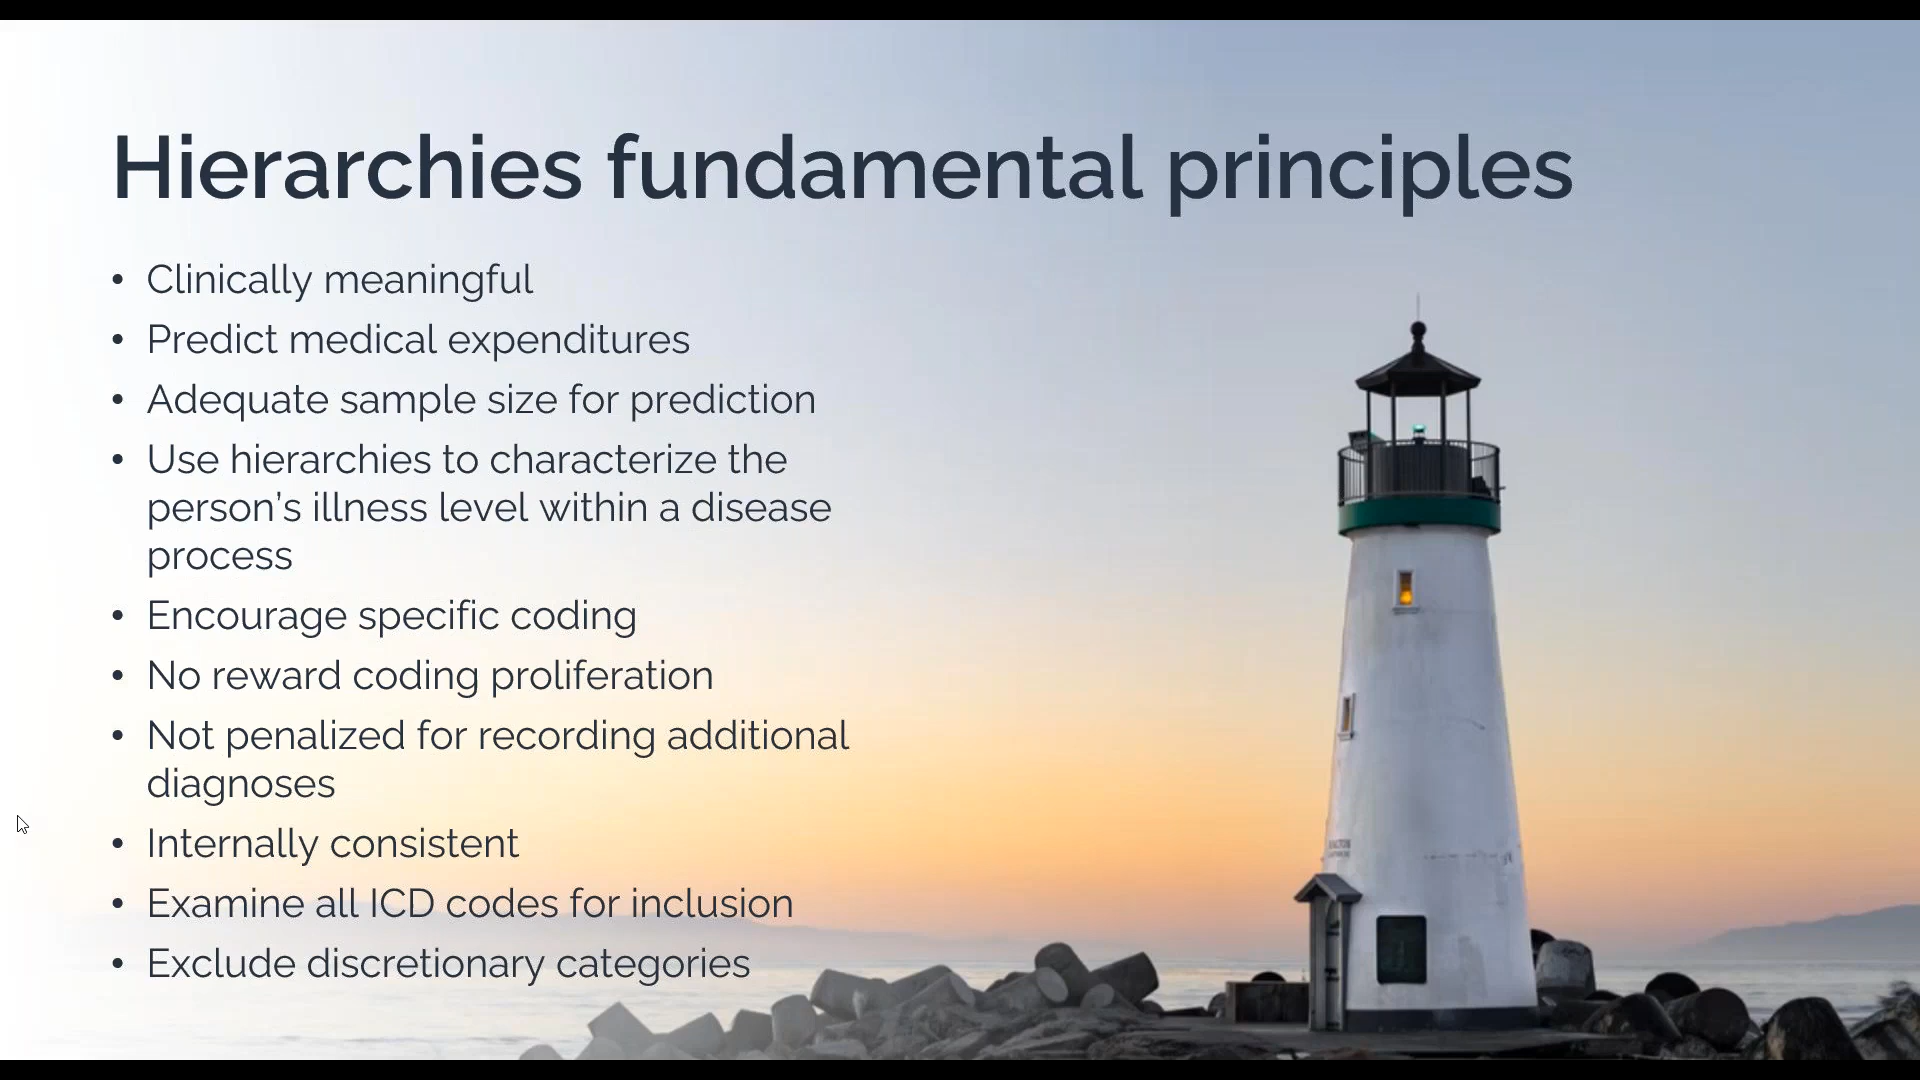 Hierarchies fundamental principles
• Clinically meaningful
• Predict medical expenditures
• Adequate sample size for prediction
• Use hierarchies to characterize the
person's illness level within a disease
process
• Encourage specific coding
• No reward coding proliferation
• Not penalized for recording additional
diagnoses
• Internally consistent
• Examine all ICD codes for inclusion
• Exclude discretionary categories